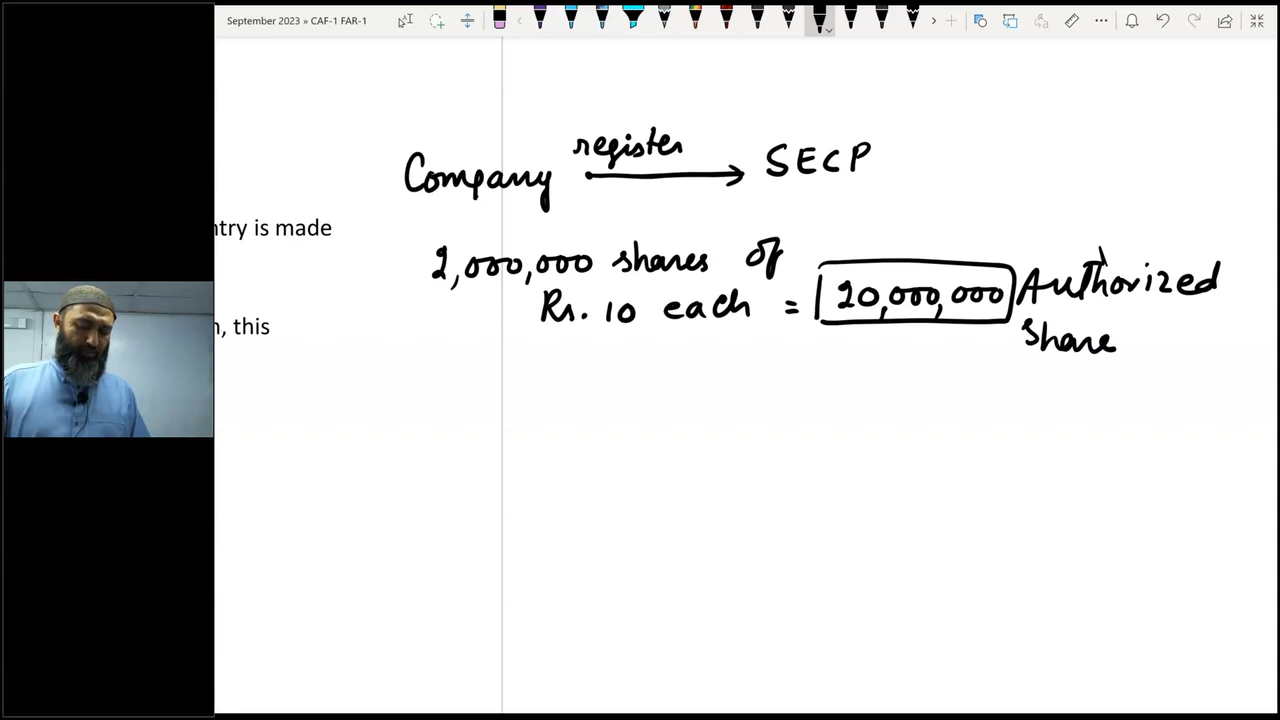 September 2023 » CAF-1 FAR-1
Company register SECP
ntry is made
2,000,000 shares of
Rs. 10 each = 20,000,000 Authorized
share
, this